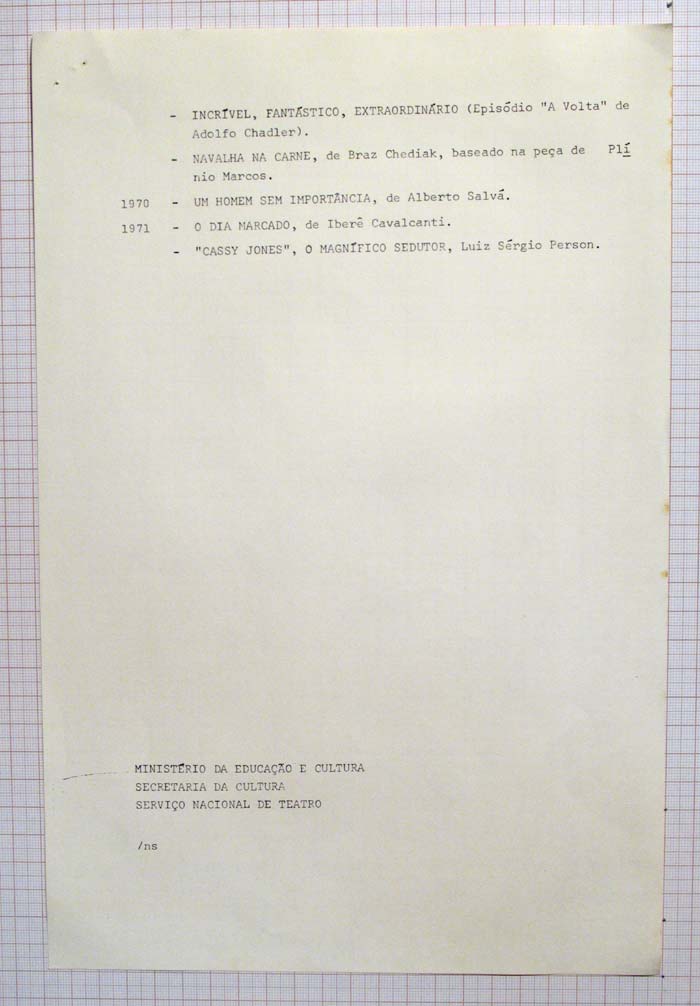 - INCRÍVEL, FANTÁSTICO, EXTRAORDINÁRIO (Episódio "A Volta" de
Adolfo Chadler).
- NAVALHA NA CARNE, de Braz Chediak, baseado na peça de Plí
nio Marcos.
1970 - UM HOMEM SEM IMPORTÂNCIA, de Alberto Salvá.
1971 - O DIA MARCADO, de Iberê Cavalcanti.
- "CASSY JONES", O MAGNÍFICO SEDUTOR, Luiz Sérgio Person.
MINISTÉRIO DA EDUCAÇÃO E CULTURA
SECRETARIA DA CULTURA
SERVIÇO NACIONAL DE TEATRO
/ns